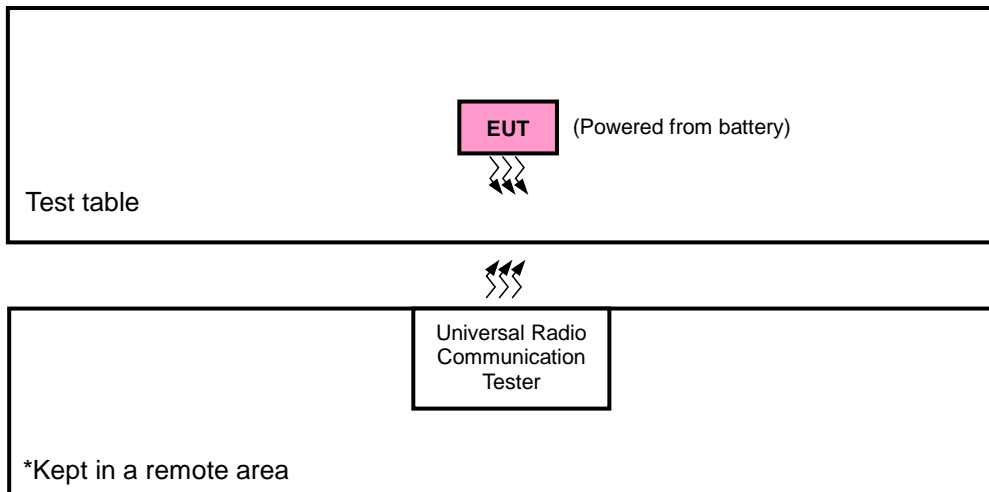 EUT
(Powered from battery)
Test table
Universal Radio
Communication
Tester
*Kept in a remote area